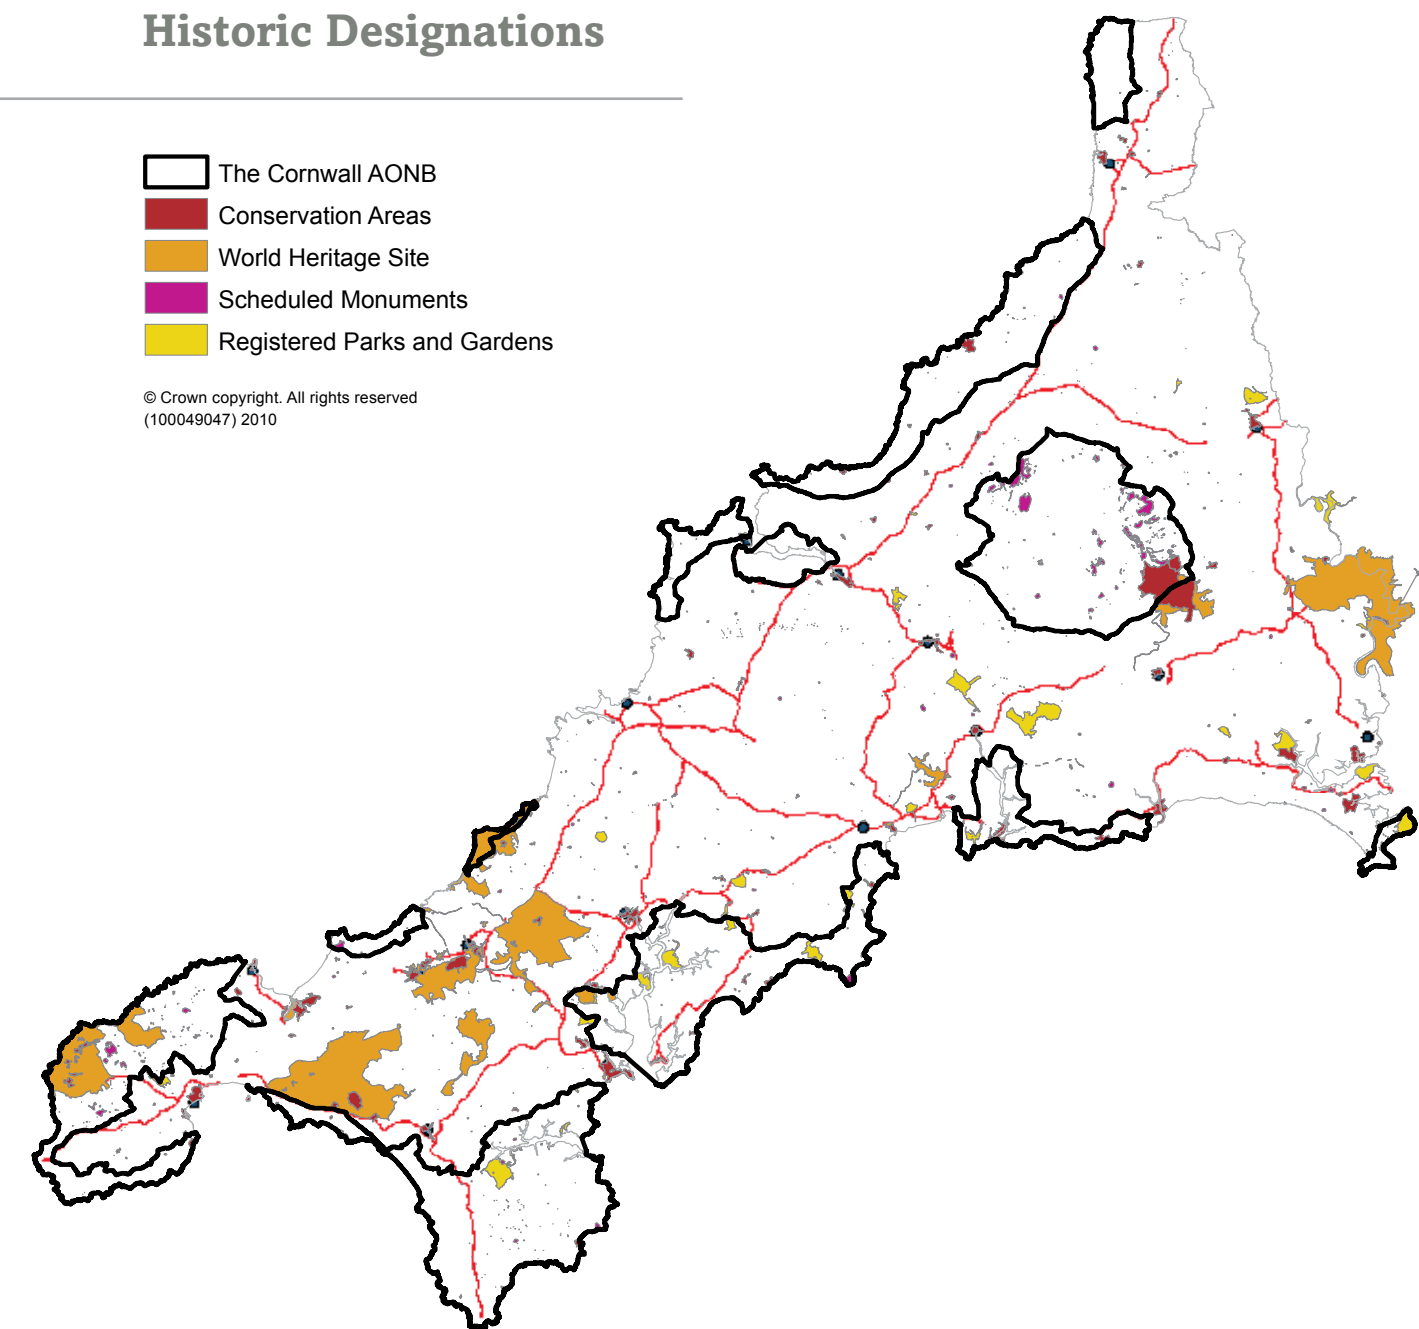 Historic Designations
The Cornwall AONB
Conservation Areas
World Heritage Site
Scheduled Monuments
Registered Parks and Gardens
© Crown copyright. All rights reserved
(100049047) 2010